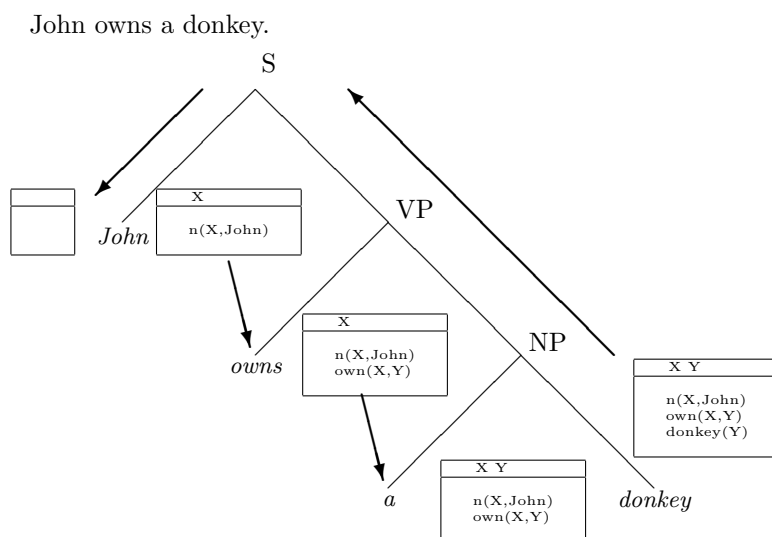 John owns a donkey.
S
X
n(X,John)
John
VP
X
n(X,John)
own(X,Y)
owns
NP
X Y
n(X,John)
own(X,Y)
donkey(Y)
X Y
n(X,John)
own(X,Y)
a
donkey